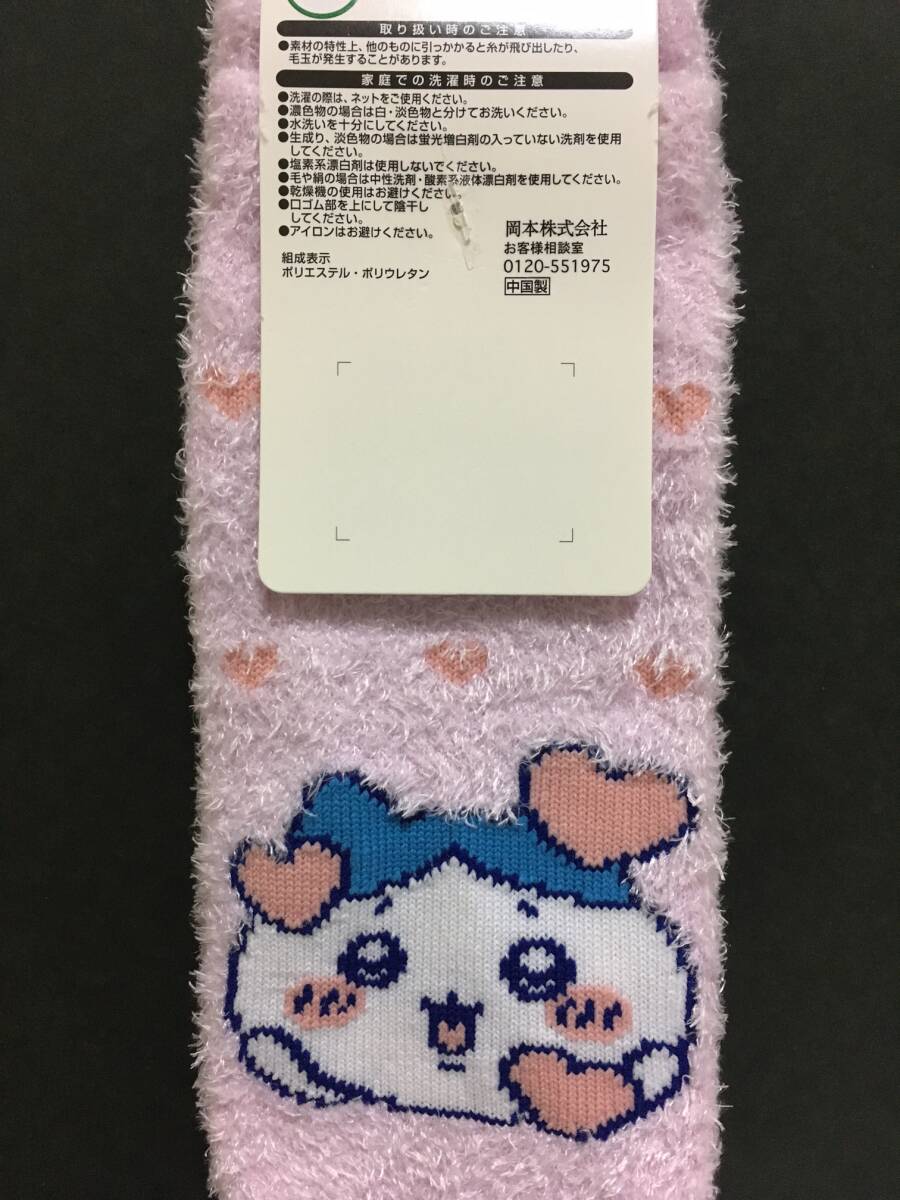 取り扱い時のご注意
●素材の特性上、他のものに引っかかると糸が飛び出したり、
毛玉が発生することがあります。
家庭での洗濯時のご注意
●洗濯の際は、ネットをご使用ください。
●濃色物の場合は白・淡色物と分けてお洗いください。
●水洗いを十分にしてください。
●生成り、淡色物の場合は蛍光増白剤の入っていない洗剤を使用
してください。
●塩素系漂白剤は使用しないでください。
●毛や絹の場合は中性洗剤・酸素系液体漂白剤を使用してください。
●乾燥機の使用はお避けください。
●口ゴム部を上にして陰干し
してください。
●アイロンはお避けください。
組成表示
ポリエステル・ポリウレタン
岡本株式会社
お客様相談室
0120-551975
中国製